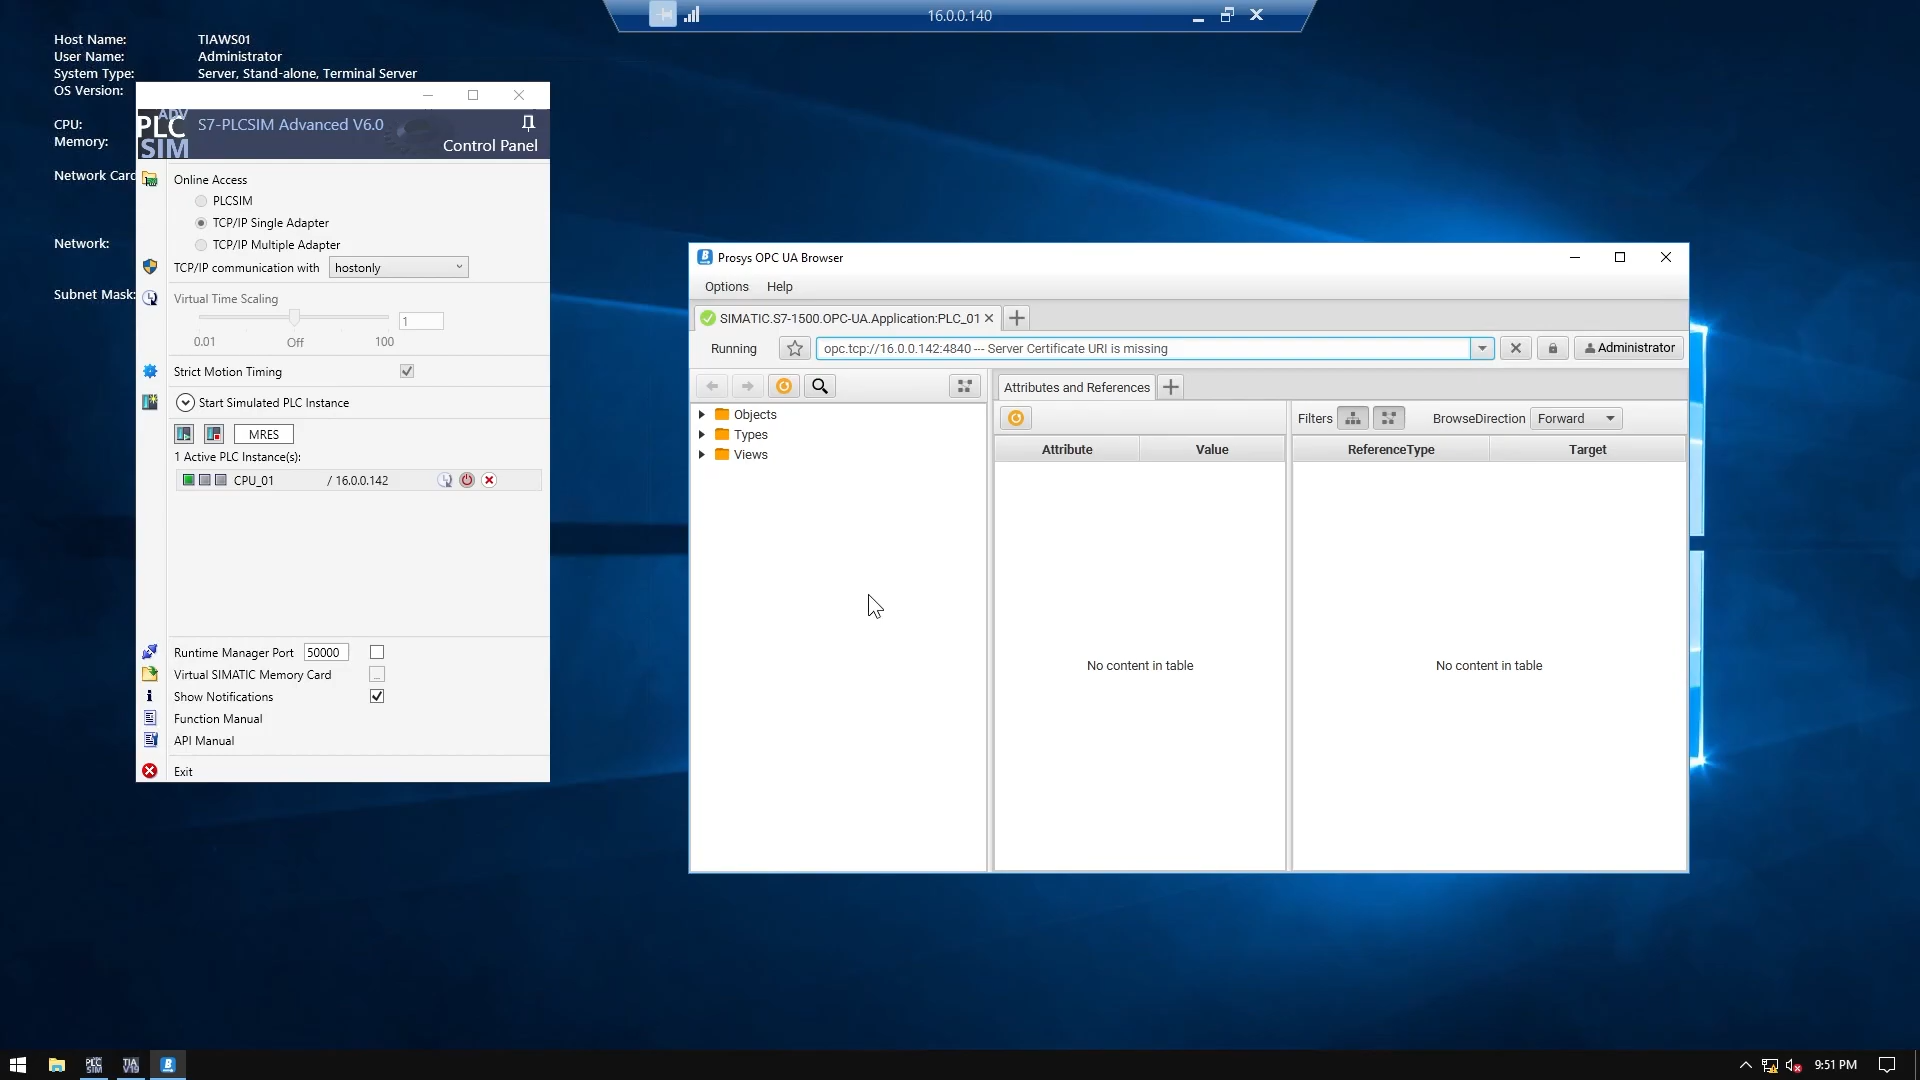 16.0.0.140
Host Name: TIAWS01
User Name: Administrator
System Type: Server, Stand-alone, Terminal Server
OS Version:
CPU:
Memory:
Network Card
Network:
Subnet Mask:
ADV
PLC
SIM
S7-PLCSIM Advanced V6.0
Control Panel
Online Access
PLCSIM
TCP/IP Single Adapter
TCP/IP Multiple Adapter
TCP/IP communication with hostonly
Virtual Time Scaling
1
0.01 Off 100
Strict Motion Timing
Start Simulated PLC Instance
MRES
1 Active PLC Instance(s):
CPU_01 / 16.0.0.142
Runtime Manager Port 50000
Virtual SIMATIC Memory Card ...
Show Notifications
Function Manual
API Manual
Exit
Prosys OPC UA Browser
Options Help
SIMATIC.S7-1500.OPC-UA.Application:PLC_01
Running opc.tcp://16.0.0.142:4840 --- Server Certificate URI is missing Administrator
Objects
Types
Views
Attributes and References
Filters BrowseDirection Forward
Attribute Value ReferenceType Target
No content in table No content in table
PLC SIM
TIA V19
9:51 PM